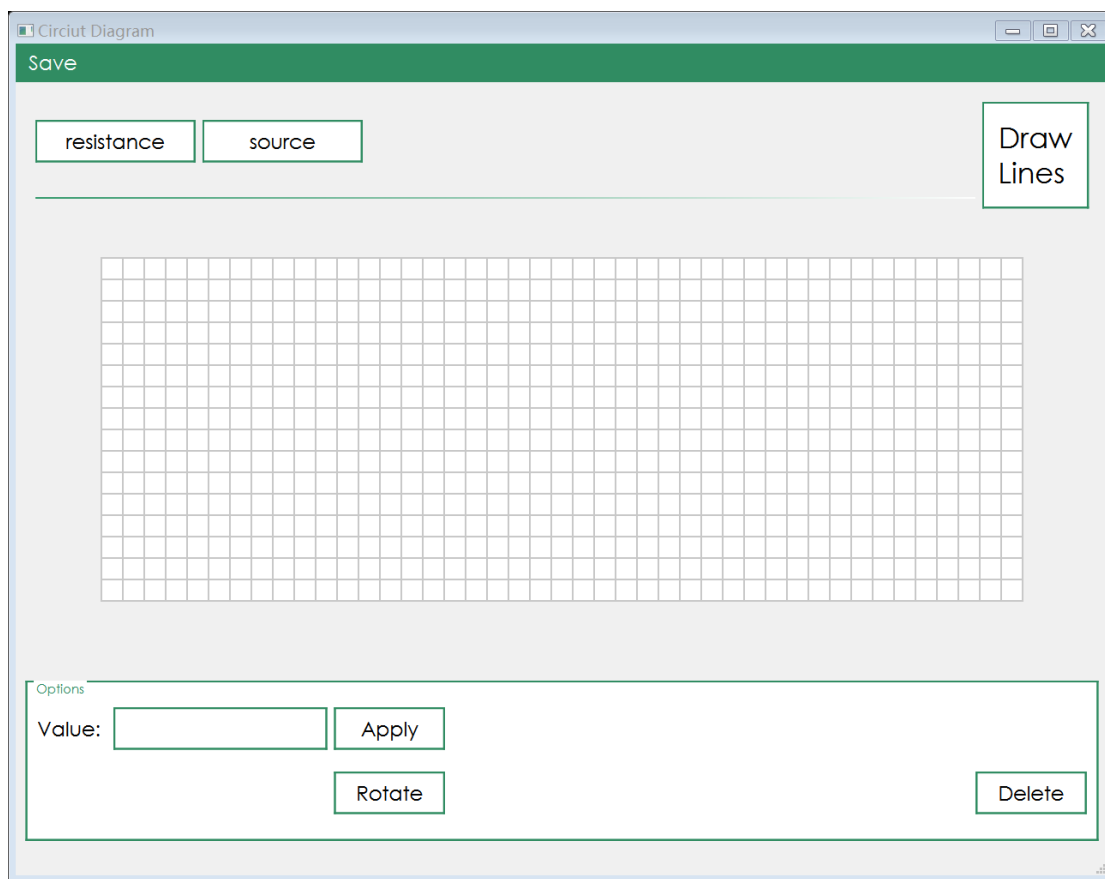 Circiut Diagram
Save
resistance
source
Draw
Lines
Options
Value:
Apply
Rotate
Delete